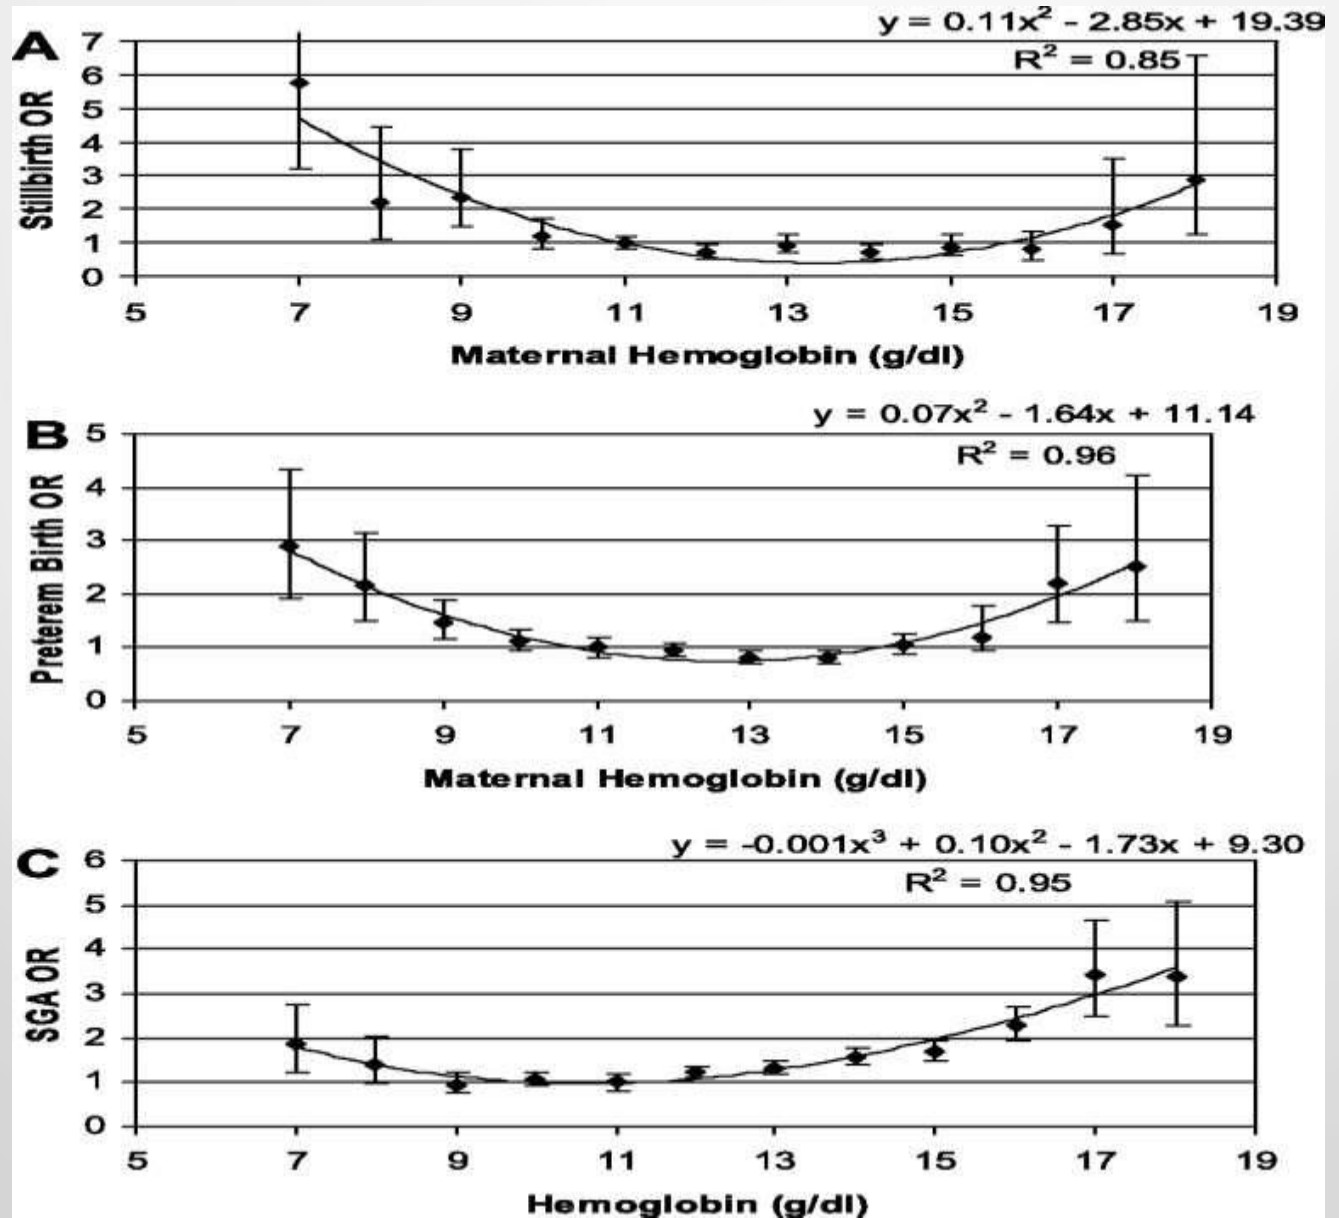 y = 0.11x² - 2.85x + 19.39
A
R² = 0.85
7
6
5
4
3
2
1
0
Stillbirth OR
5 7 9 11 13 15 17 19
Maternal Hemoglobin (g/dl)
y = 0.07x² - 1.64x + 11.14
B
R² = 0.96
5
4
3
2
1
0
Preterem Birth OR
5 7 9 11 13 15 17 19
Maternal Hemoglobin (g/dl)
y = -0.001x³ + 0.10x² - 1.73x + 9.30
C
R² = 0.95
6
5
4
3
2
1
0
SGA OR
5 7 9 11 13 15 17 19
Hemoglobin (g/dl)